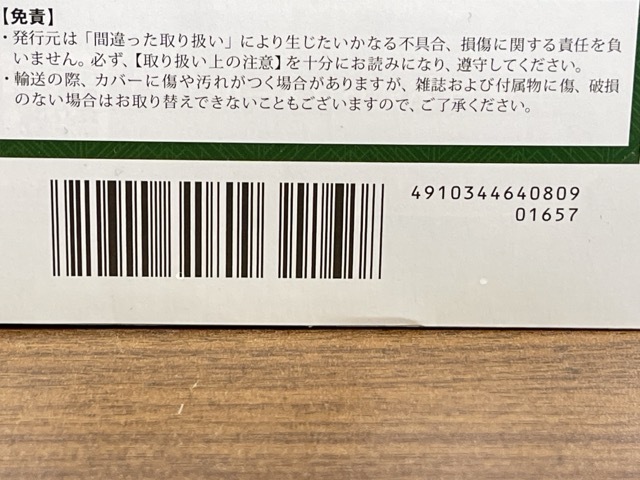 【免責】
・発行元は「間違った取り扱い」により生じたいかなる不具合、損傷に関する責任を負
いません。必ず、【取り扱い上の注意】を十分にお読みになり、遵守してください。
・輸送の際、カバーに傷や汚れがつく場合がありますが、雑誌および付属物に傷、破損
のない場合はお取り替えできないこともございますので、ご了承ください。
4910344640809
01657